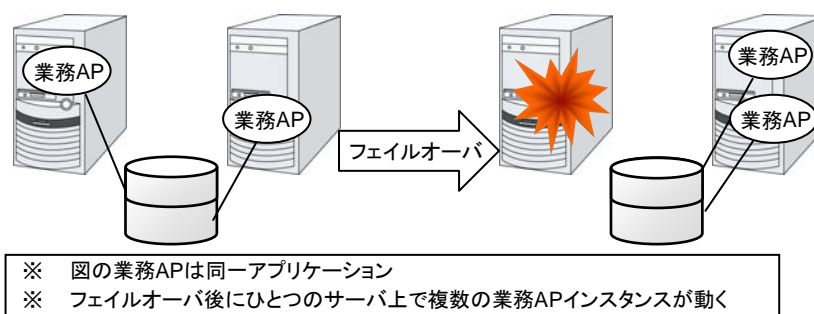 業務AP
業務AP
フェイルオーバ
業務AP
業務AP
※ 図の業務APは同一アプリケーション
※ フェイルオーバ後にひとつのサーバ上で複数の業務APインスタンスが動く